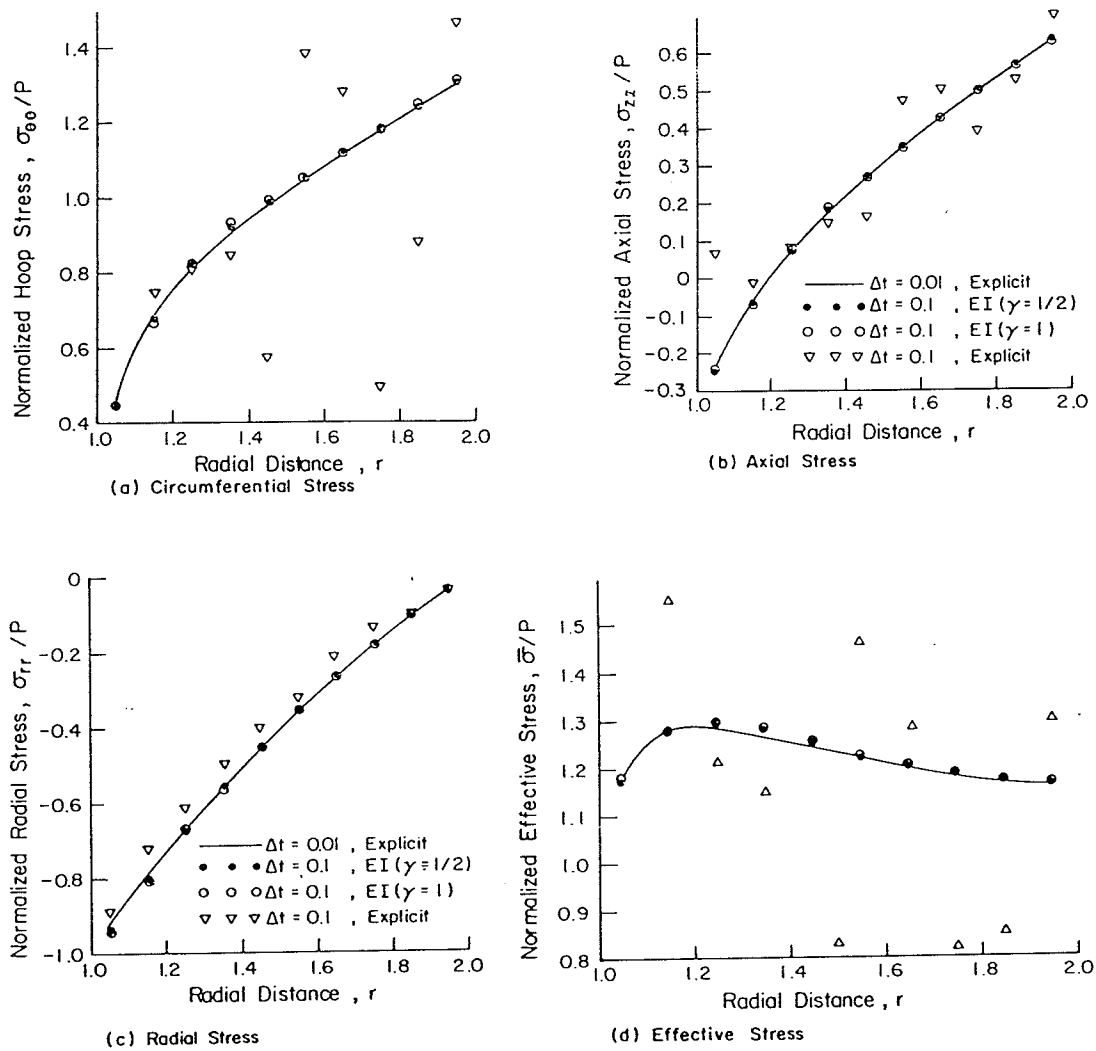 Normalized Hoop Stress, σθθ/P
1.4
1.2
1.0
0.8
0.6
0.4
1.0 1.2 1.4 1.6 1.8 2.0
Radial Distance, r
(a) Circumferential Stress
Normalized Axial Stress, σzz/P
0.6
0.5
0.4
0.3
0.2
0.1
0
-0.1
-0.2
-0.3
Δt = 0.01, Explicit
Δt = 0.1, EI(γ=1/2)
Δt = 0.1, EI(γ=1)
Δt = 0.1, Explicit
1.0 1.2 1.4 1.6 1.8 2.0
Radial Distance, r
(b) Axial Stress
Normalized Radial Stress, σrr/P
0
-0.2
-0.4
-0.6
-0.8
-1.0
Δt = 0.01, Explicit
Δt = 0.1, EI(γ=1/2)
Δt = 0.1, EI(γ=1)
Δt = 0.1, Explicit
1.0 1.2 1.4 1.6 1.8 2.0
Radial Distance, r
(c) Radial Stress
Normalized Effective Stress, σ̅/P
1.5
1.4
1.3
1.2
1.1
1.0
0.9
0.8
1.0 1.2 1.4 1.6 1.8 2.0
Radial Distance, r
(d) Effective Stress